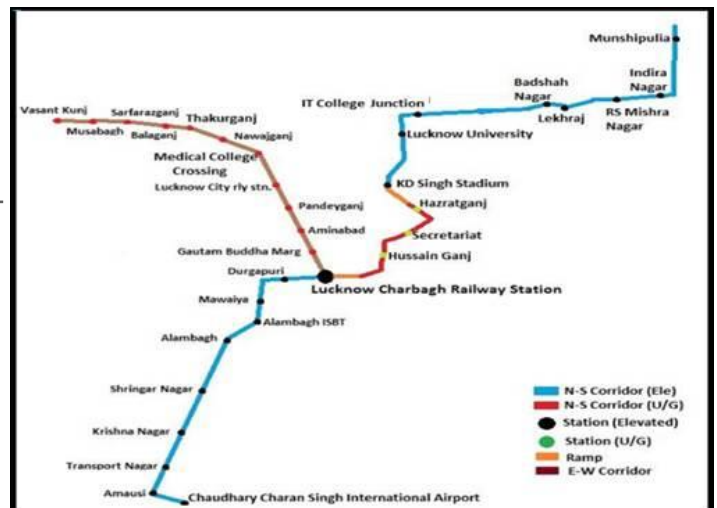 Munshipulia
Indira
Nagar
Badshah
Nagar
IT College Junction
Lekhraj
RS Mishra
Nagar
Vasant Kunj
Sarfarazganj
Thakurganj
Musabagh
Balaganj
Nawajganj
Lucknow University
Medical College
Crossing
Lucknow City rly stn.
KD Singh Stadium
Pandeyganj
Hazratganj
Aminabad
Secretariat
Gautam Buddha Marg
Hussain Ganj
Durgapuri
Lucknow Charbagh Railway Station
Mawaiya
Alambagh ISBT
Alambagh
Shringar Nagar
Krishna Nagar
Transport Nagar
Amausi
Chaudhary Charan Singh International Airport
N-S Corridor (Ele)
N-S Corridor (U/G)
Station (Elevated)
Station (U/G)
Ramp
E-W Corridor